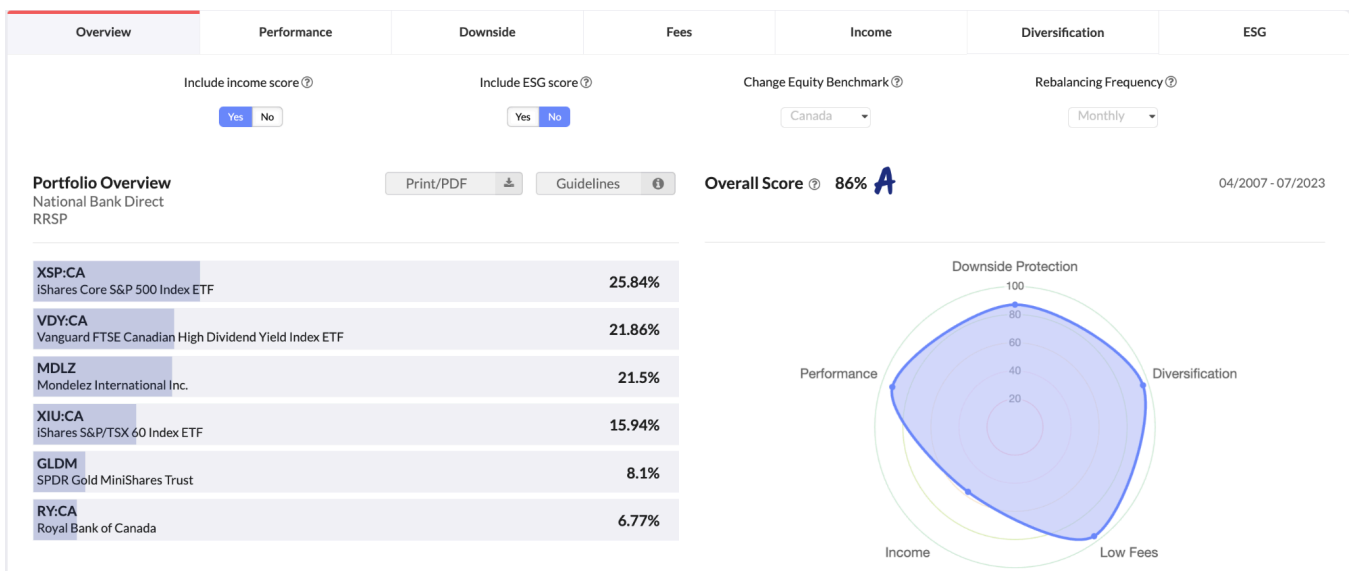 Overview Performance Downside Fees Income Diversification ESG
Include income score ? Include ESG score ? Change Equity Benchmark ? Rebalancing Frequency ?
Yes No Yes No Canada Monthly
Portfolio Overview Print/PDF Guidelines
National Bank Direct
RRSP
Overall Score ? 86% A 04/2007 - 07/2023
XSP:CA
iShares Core S&P 500 Index ETF
25.84%
VDY:CA
Vanguard FTSE Canadian High Dividend Yield Index ETF
21.86%
MDLZ
Mondelez International Inc.
21.5%
XIU:CA
iShares S&P/TSX 60 Index ETF
15.94%
GLDM
SPDR Gold MiniShares Trust
8.1%
RY:CA
Royal Bank of Canada
6.77%
Downside Protection
100
80
60
40
20
Performance
Diversification
Income
Low Fees